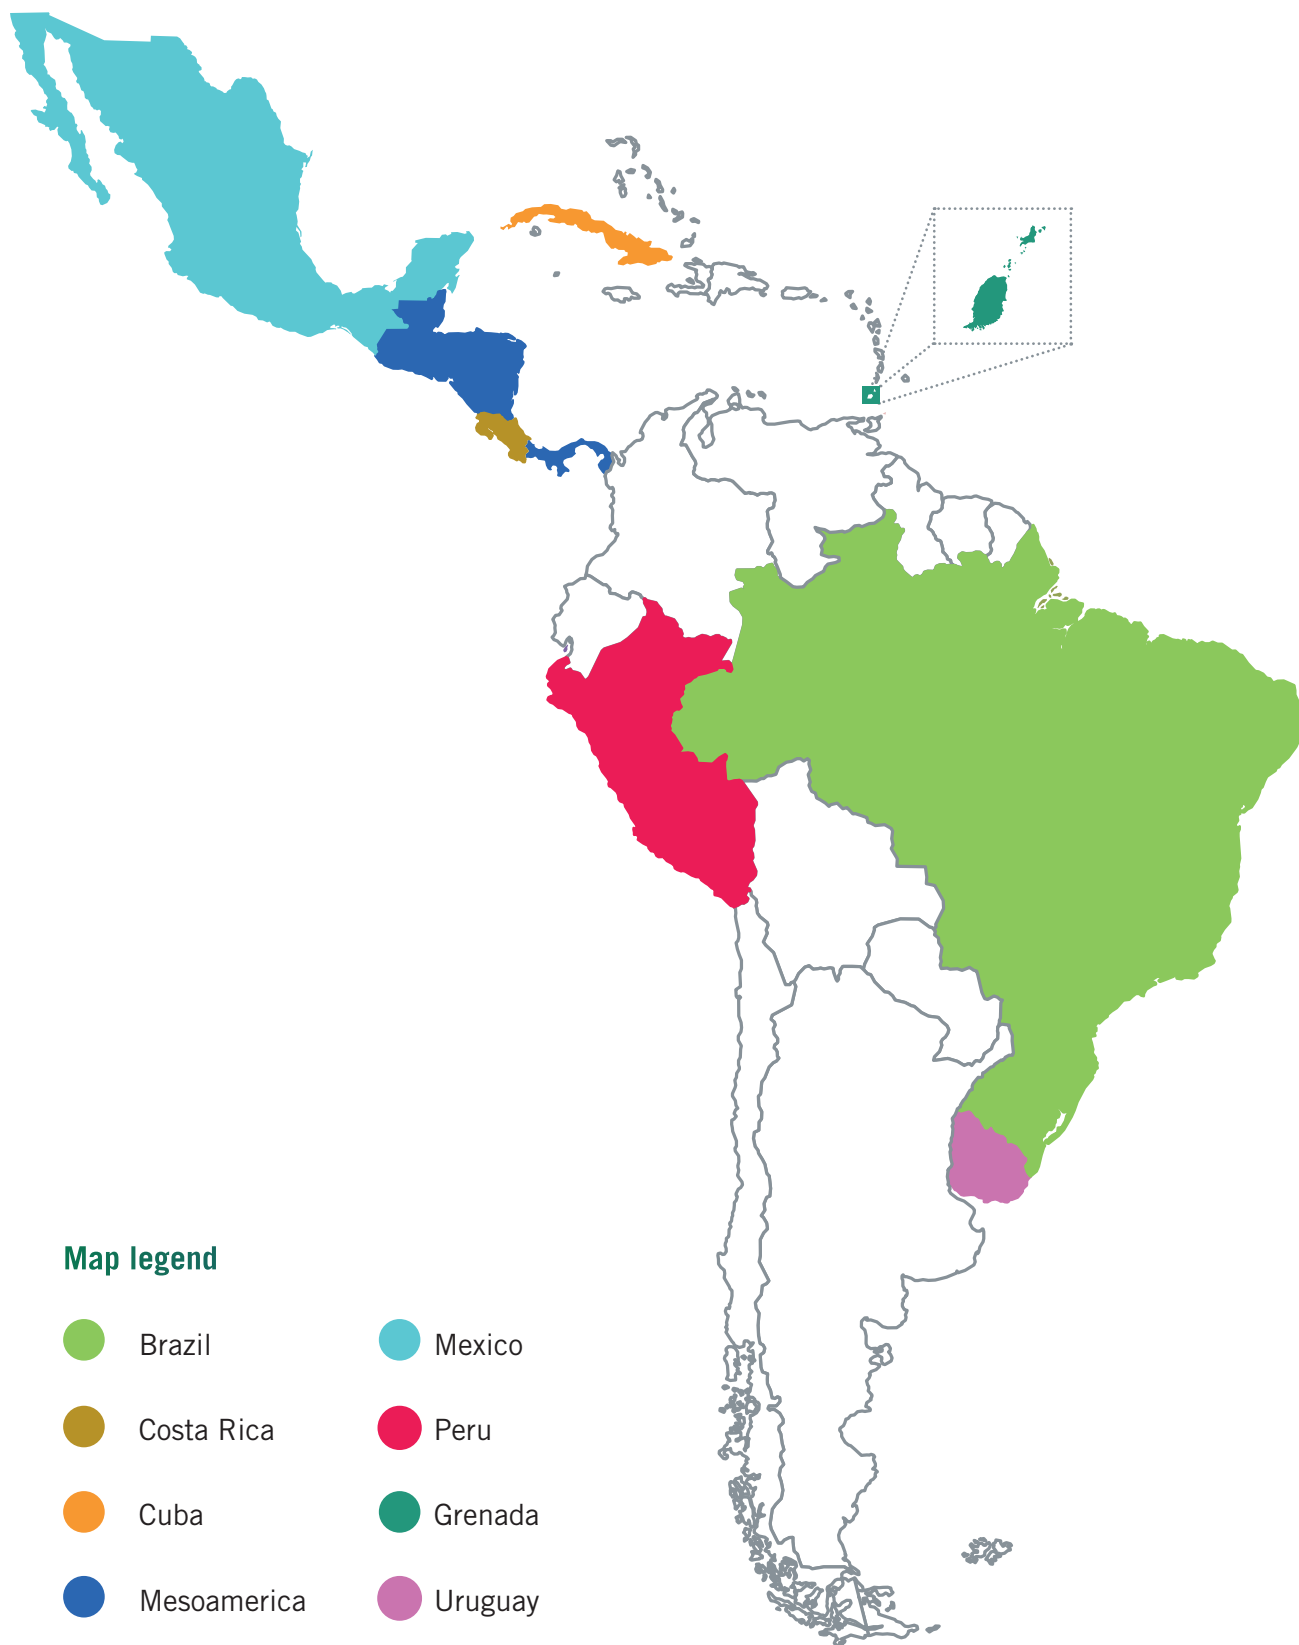 Map legend
Brazil
Costa Rica
Cuba
Mesoamerica
Mexico
Peru
Grenada
Uruguay